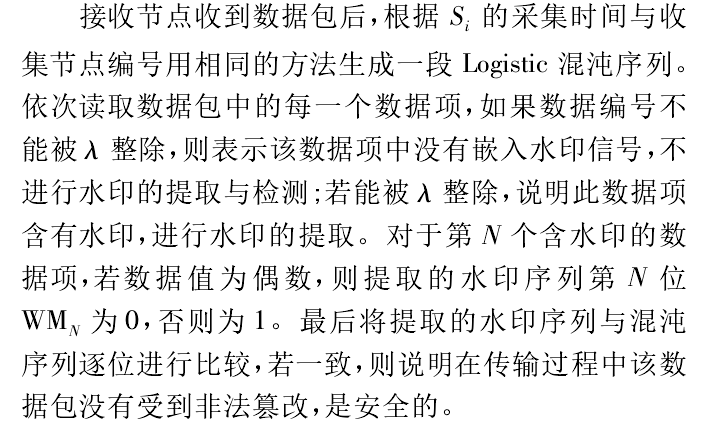 接收节点收到数据包后,根据 Si 的采集时间与收
集节点编号用相同的方法生成一段 Logistic 混沌序列。
依次读取数据包中的每一个数据项,如果数据编号不
能被 λ 整除,则表示该数据项中没有嵌入水印信号,不
进行水印的提取与检测;若能被 λ 整除,说明此数据项
含有水印,进行水印的提取。对于第 N 个含水印的数
据项,若数据值为偶数,则提取的水印序列第 N 位
WMN 为 0,否则为 1。最后将提取的水印序列与混沌
序列逐位进行比较,若一致,则说明在传输过程中该数
据包没有受到非法篡改,是安全的。